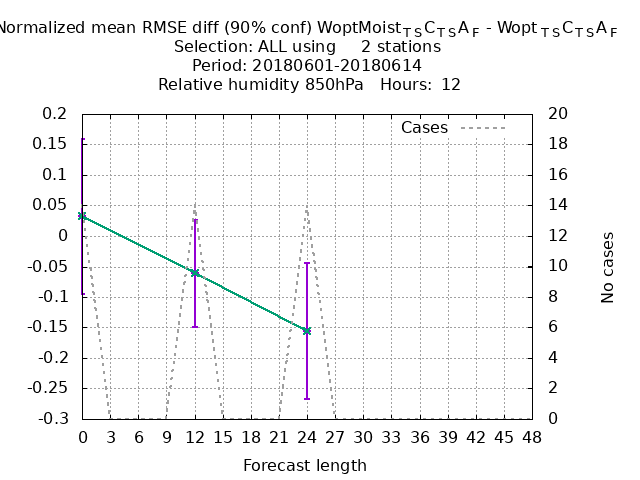 Normalized mean RMSE diff (90% conf) WoptMoist T S C T S A F - Wopt T S C T S A F
Selection: ALL using 2 stations
Period: 20180601-20180614
Relative humidity 850hPa Hours: 12
Cases
0.2
0.15
0.1
0.05
0
-0.05
-0.1
-0.15
-0.2
-0.25
-0.3
20
18
16
14
12
10
8
6
4
2
0
No cases
0 3 6 9 12 15 18 21 24 27 30 33 36 39 42 45 48
Forecast length